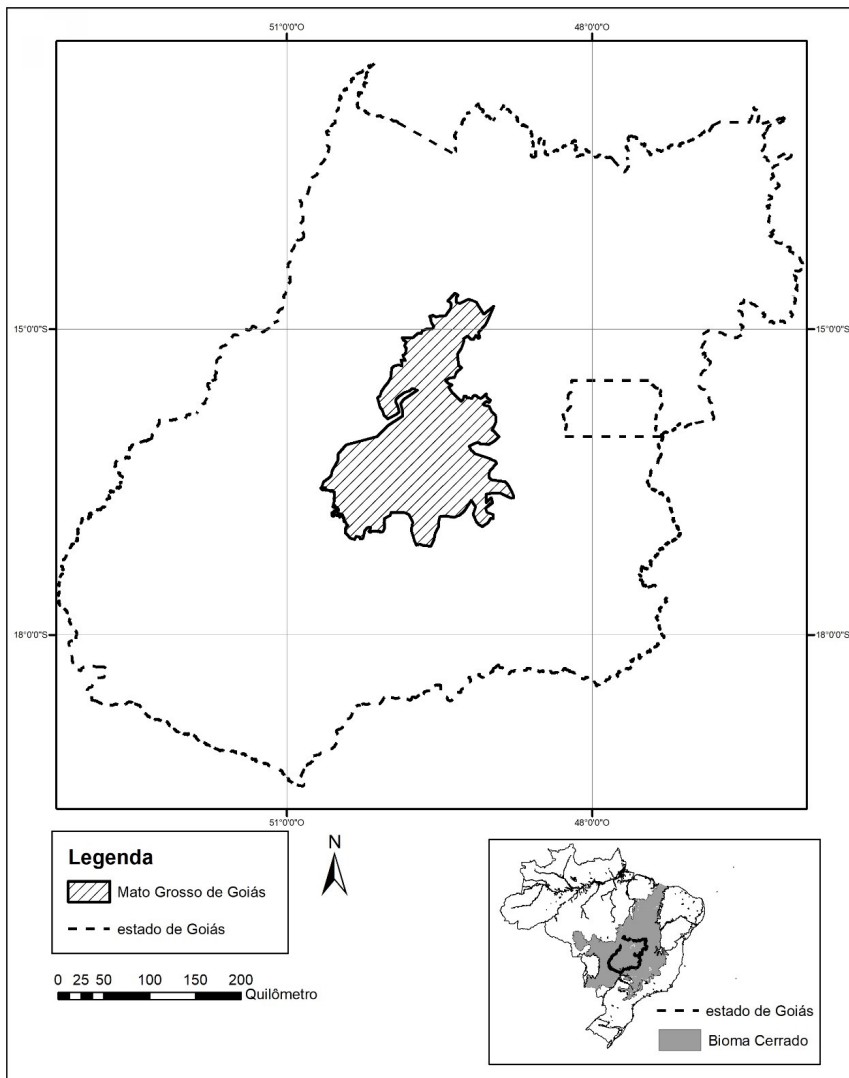 51°0'0"O 48°0'0"O
15°0'0"S 15°0'0"S
18°0'0"S 18°0'0"S
51°0'0"O 48°0'0"O
Legenda
Mato Grosso de Goiás
estado de Goiás
N
0 25 50 100 150 200
Quilômetro
estado de Goiás
Bioma Cerrado